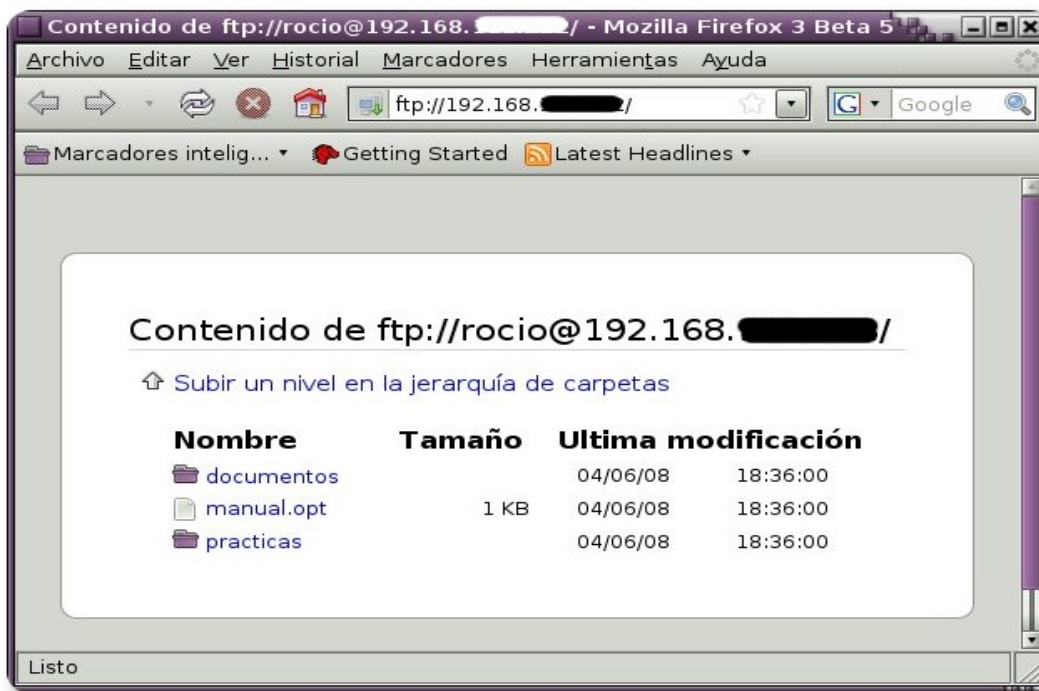 Contenido de ftp://rocio@192.168. / - Mozilla Firefox 3 Beta 5
Archivo Editar Ver Historial Marcadores Herramientas Ayuda
ftp://192.168. / Google
Marcadores intelig... Getting Started Latest Headlines
Contenido de ftp://rocio@192.168. /
Subir un nivel en la jerarquía de carpetas
Nombre Tamaño Ultima modificación
documentos 04/06/08 18:36:00
manual.opt 1 KB 04/06/08 18:36:00
practicas 04/06/08 18:36:00
Listo